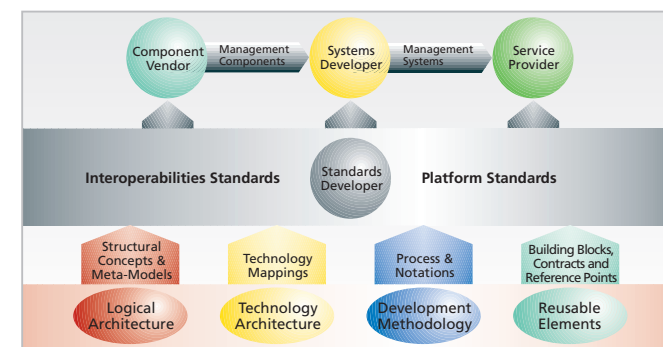 Component
Vendor
Management
Components
Systems
Developer
Management
Systems
Service
Provider
Interoperabilities Standards
Standards
Developer
Platform Standards
Structural
Concepts &
Meta-Models
Technology
Mappings
Process &
Notations
Building Blocks,
Contracts and
Reference Points
Logical
Architecture
Technology
Architecture
Development
Methodology
Reusable
Elements